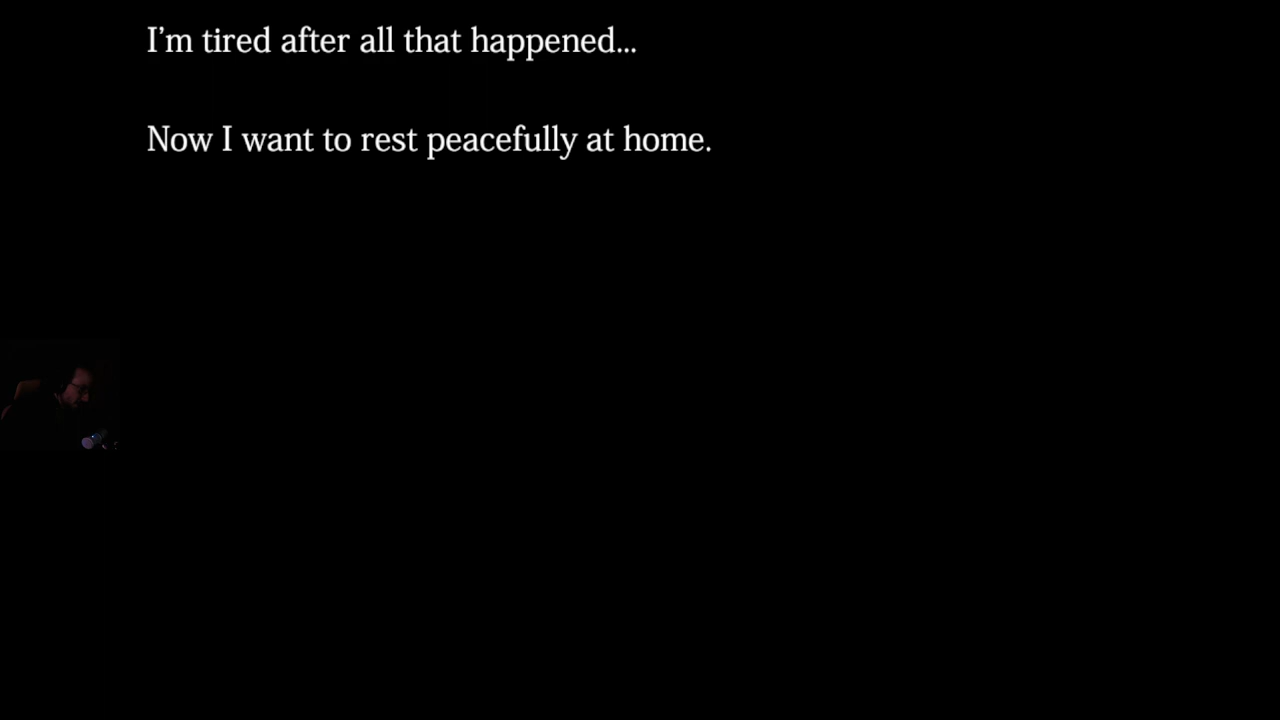 I’m tired after all that happened...
Now I want to rest peacefully at home.